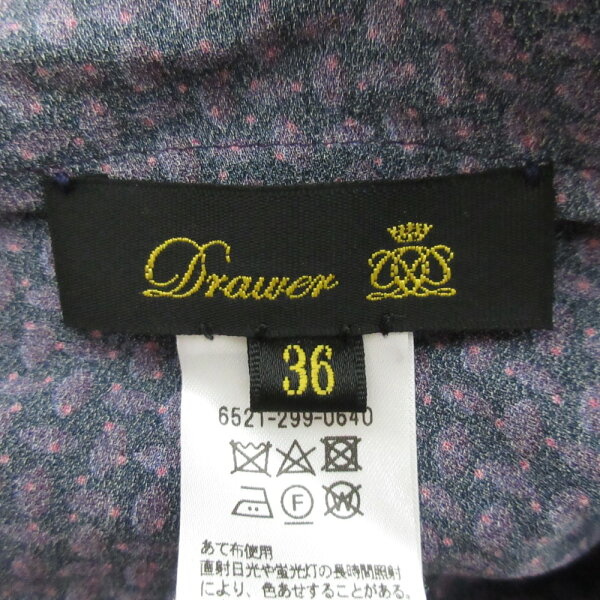 Drawer
36
6521-299-0640
F
W
あて布使用
直射日光や蛍光灯の長時間照射
により、色あせすることがある。